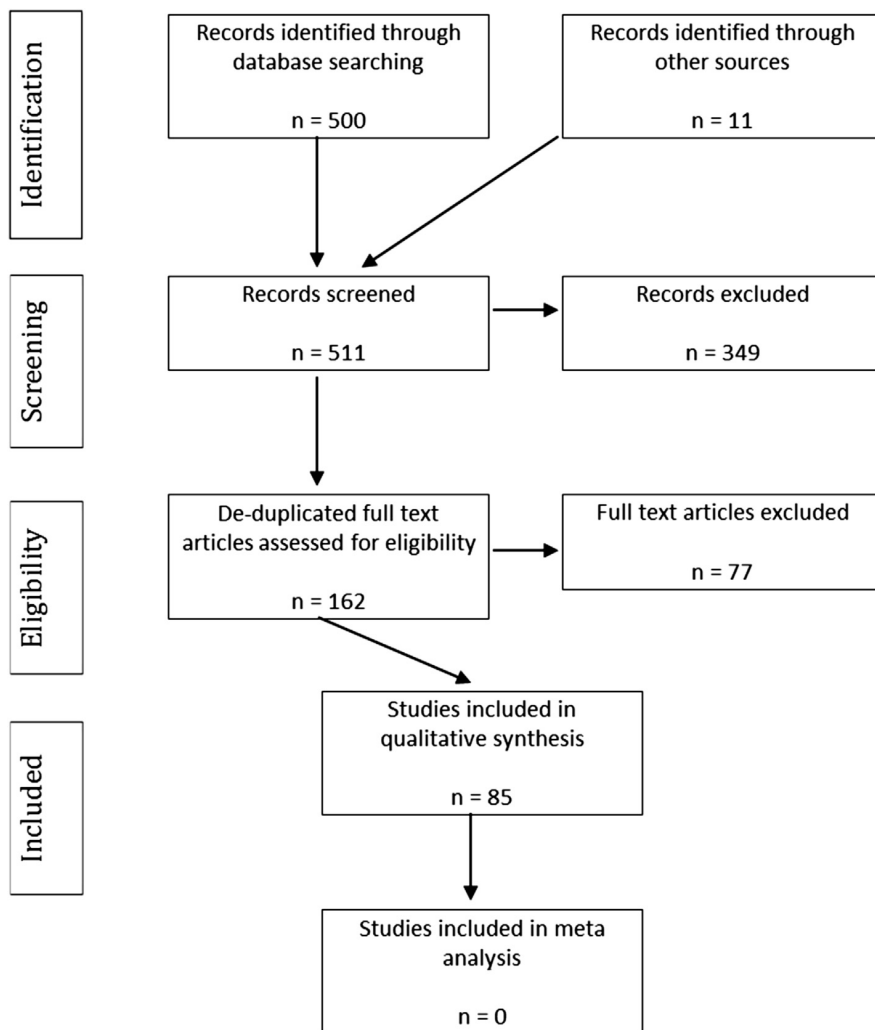 Identification
Records identified through
database searching
n = 500
Records identified through
other sources
n = 11
Screening
Records screened
n = 511
Records excluded
n = 349
Eligibility
De-duplicated full text
articles assessed for eligibility
n = 162
Full text articles excluded
n = 77
Included
Studies included in
qualitative synthesis
n = 85
Studies included in meta
analysis
n = 0